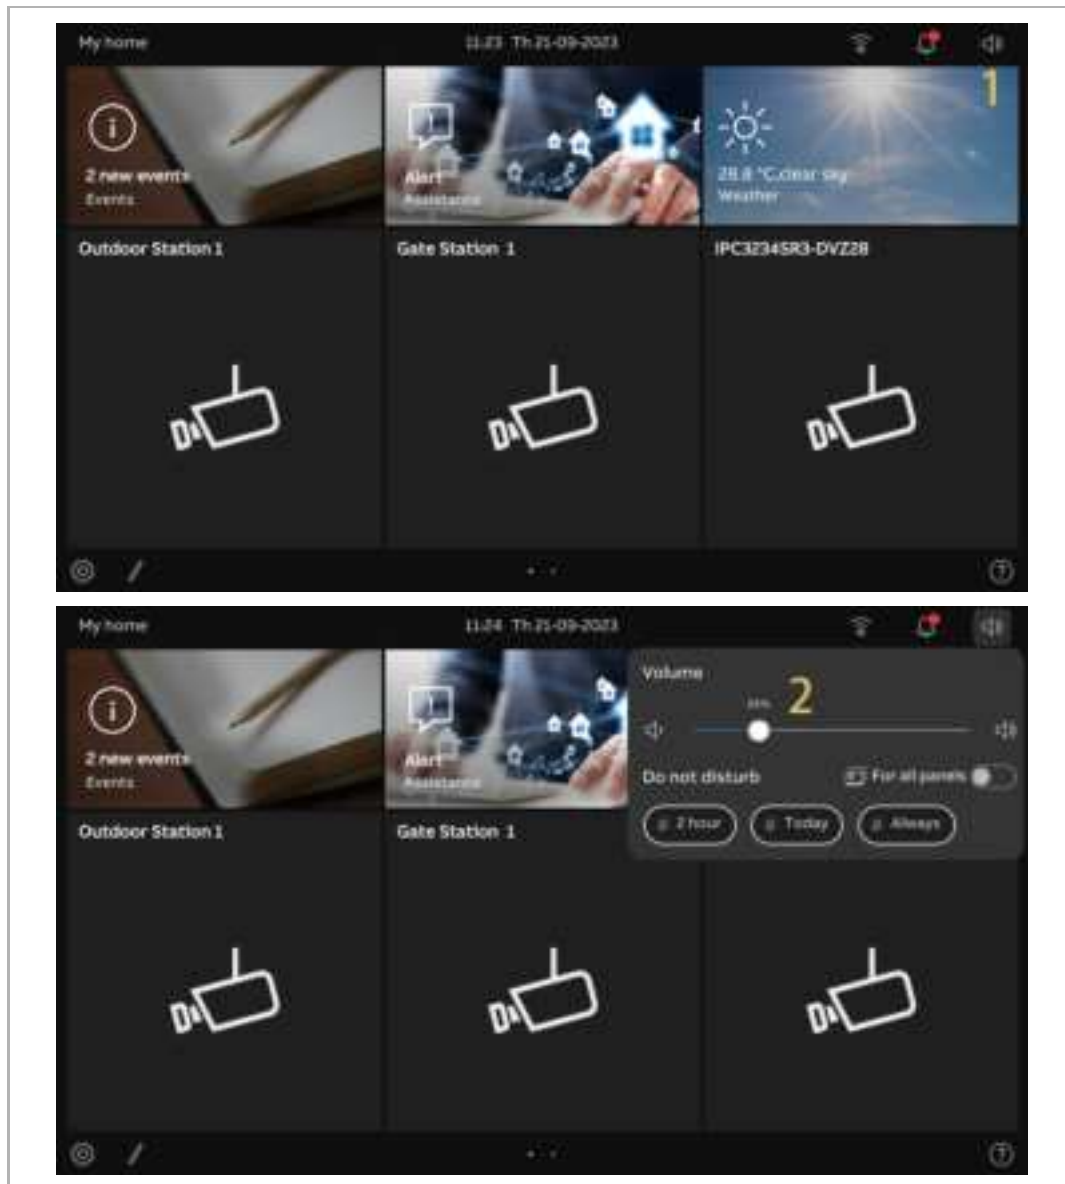 My home
11:23 Th 21-09-2023
1
2 new events
Events
Alert
Assistance
28.8 °C,clear sky
Weather
Outdoor Station 1
Gate Station 1
IPC3234SR3-DVZ28
My home
11:24 Th 21-09-2023
Volume
2
2 new events
Events
Alert
Assistance
Do not disturb
For all panels
2 hour
Today
Always
Outdoor Station 1
Gate Station 1